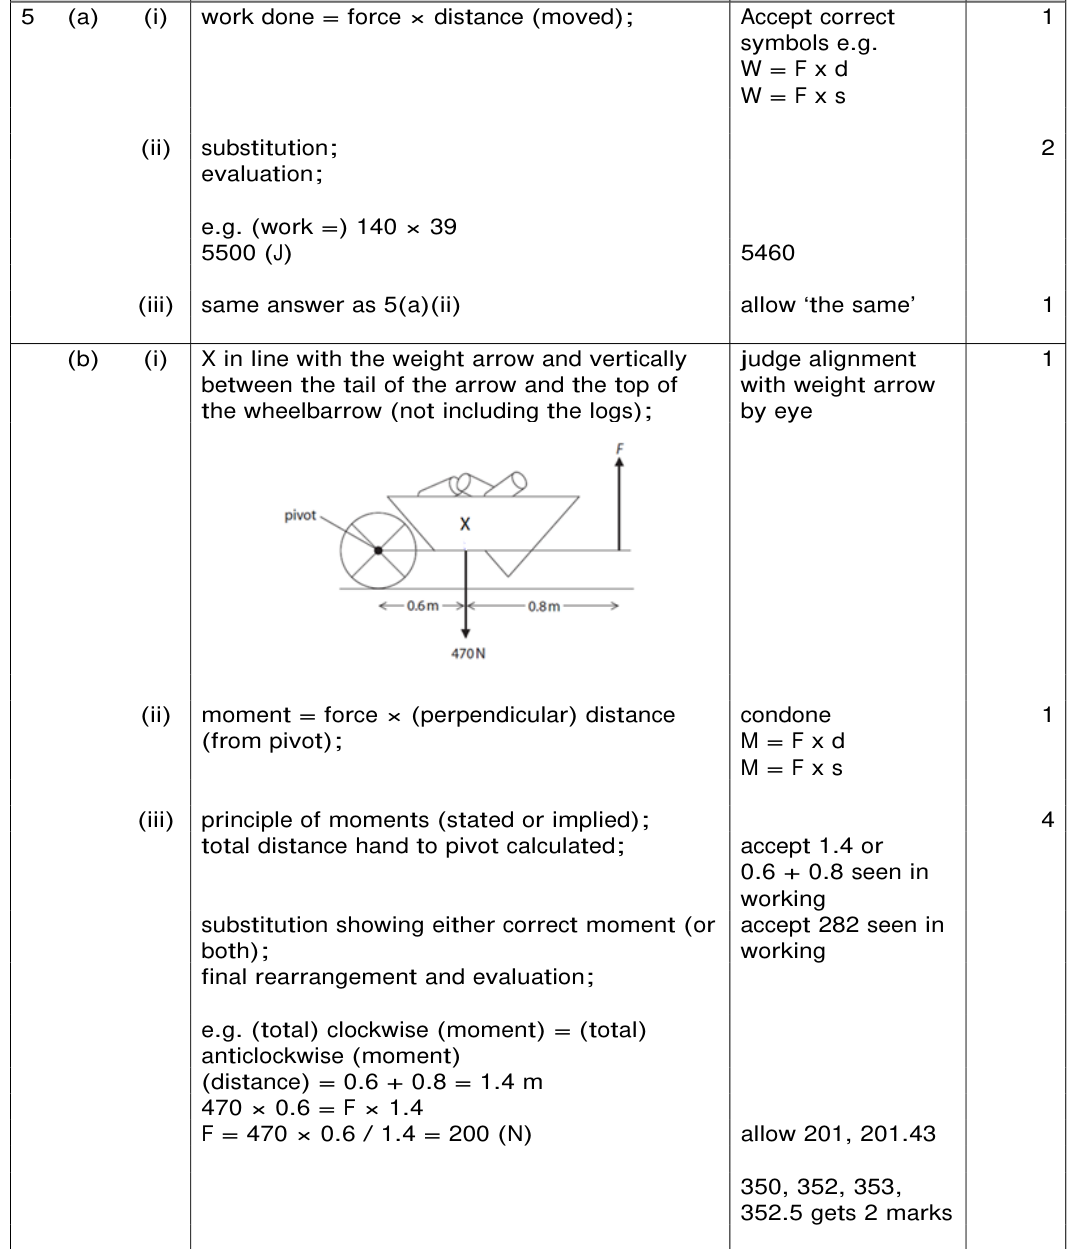 5 (a) (i) work done = force × distance (moved); Accept correct 1
symbols e.g.
W = F x d
W = F x s
(ii) substitution; 2
evaluation;
e.g. (work =) 140 × 39
5500 (J) 5460
(iii) same answer as 5(a)(ii) allow ‘the same’ 1
(b) (i) X in line with the weight arrow and vertically judge alignment 1
between the tail of the arrow and the top of with weight arrow
the wheelbarrow (not including the logs); by eye
F
pivot
X
0.6m 0.8m
470N
(ii) moment = force × (perpendicular) distance condone 1
(from pivot); M = F x d
M = F x s
(iii) principle of moments (stated or implied); 4
total distance hand to pivot calculated; accept 1.4 or
0.6 + 0.8 seen in
working
substitution showing either correct moment (or accept 282 seen in
both); working
final rearrangement and evaluation;
e.g. (total) clockwise (moment) = (total)
anticlockwise (moment)
(distance) = 0.6 + 0.8 = 1.4 m
470 × 0.6 = F × 1.4
F = 470 × 0.6 / 1.4 = 200 (N) allow 201, 201.43
350, 352, 353,
352.5 gets 2 marks